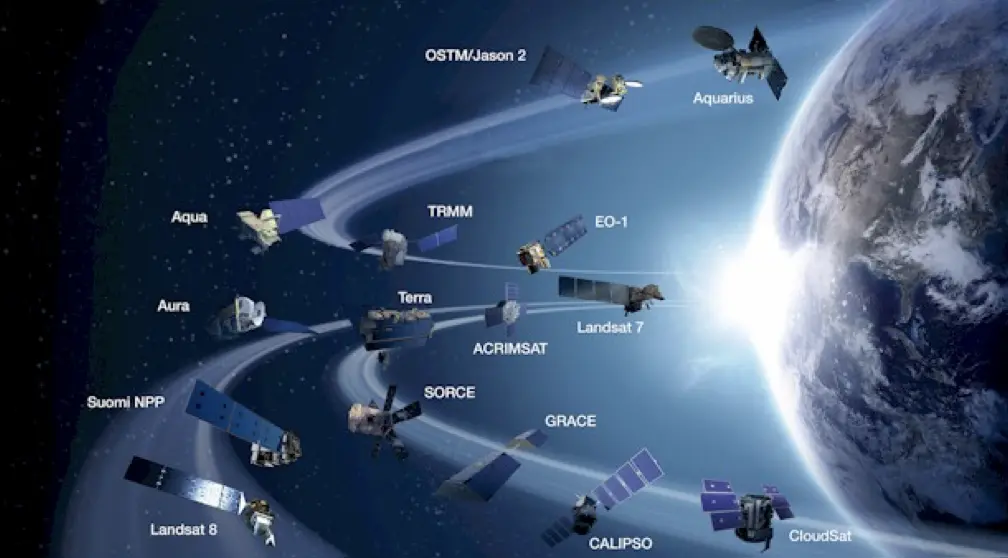 OSTM/Jason 2
Aquarius
Aqua
TRMM
EO-1
Aura
Terra
Landsat 7
ACRIMSAT
Suomi NPP
SORCE
GRACE
Landsat 8
CALIPSO
CloudSat